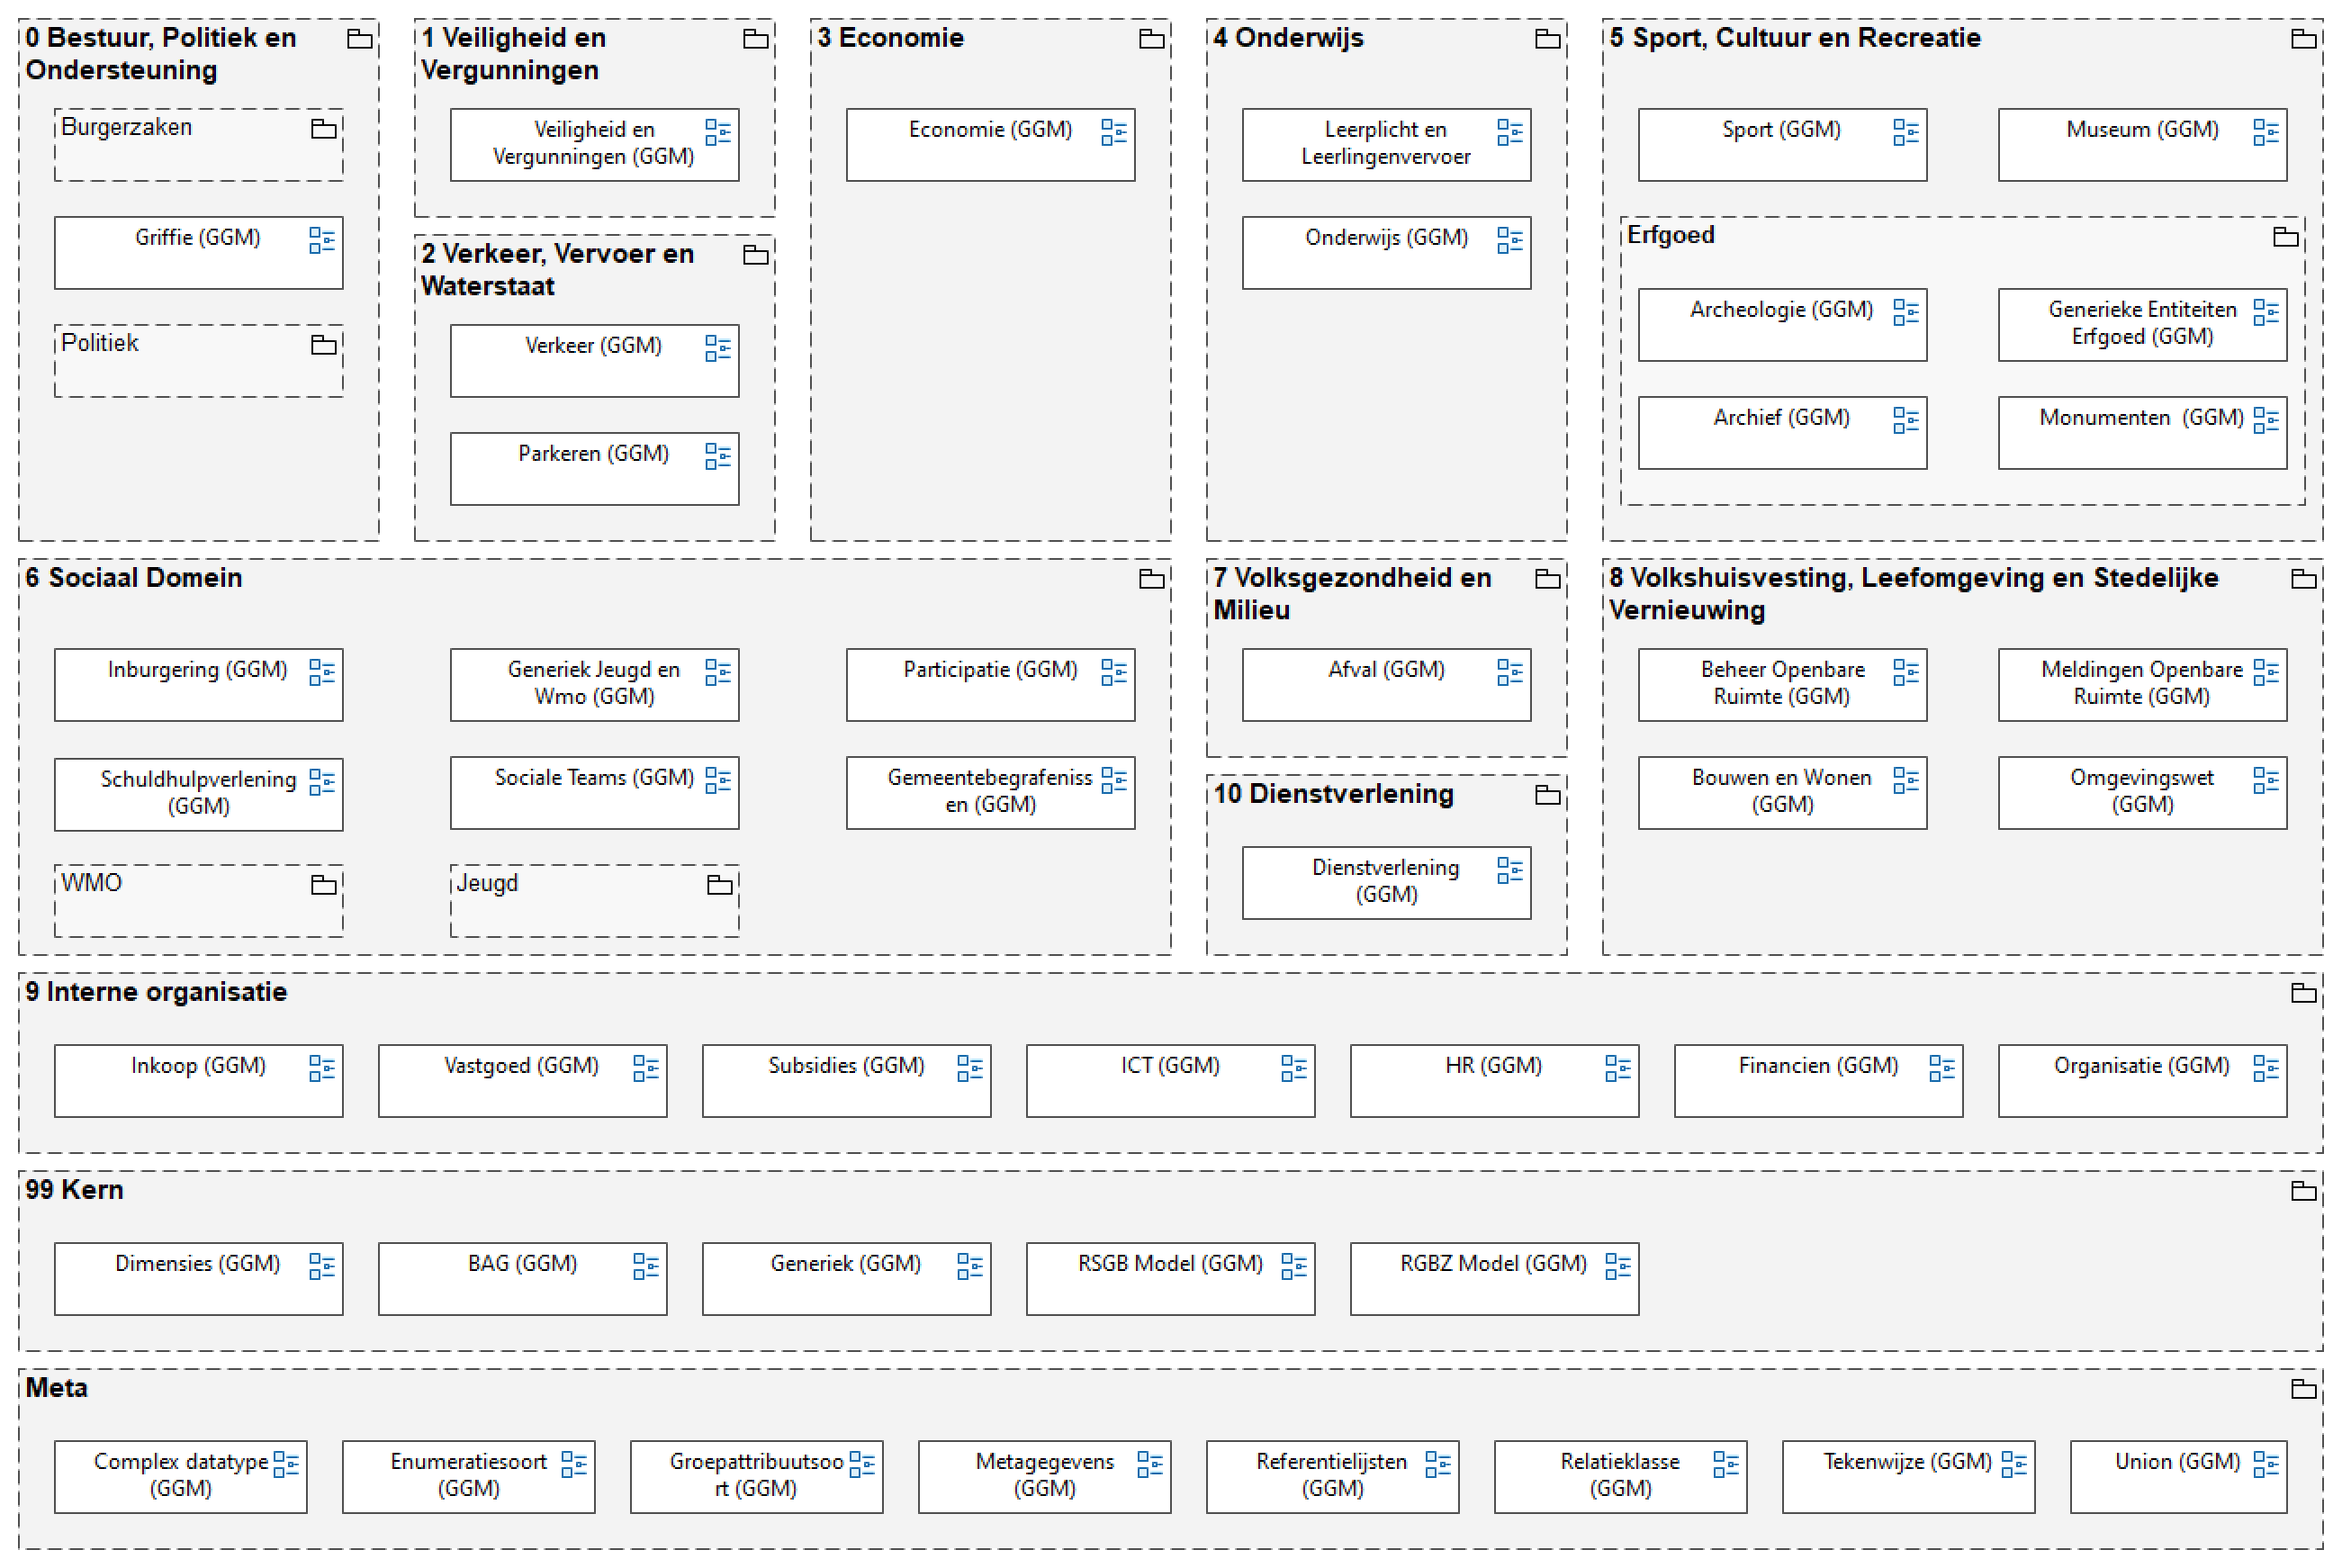 0 Bestuur, Politiek en
Ondersteuning
Burgerzaken
Griffie (GGM)
Politiek
1 Veiligheid en
Vergunningen
Veiligheid en
Vergunningen (GGM)
2 Verkeer, Vervoer en
Waterstaat
Verkeer (GGM)
Parkeren (GGM)
3 Economie
Economie (GGM)
4 Onderwijs
Leerplicht en
Leerlingenvervoer
Onderwijs (GGM)
5 Sport, Cultuur en Recreatie
Sport (GGM)
Museum (GGM)
Erfgoed
Archeologie (GGM)
Generieke Entiteiten
Erfgoed (GGM)
Archief (GGM)
Monumenten  (GGM)
6 Sociaal Domein
Inburgering (GGM)
Generiek Jeugd en
Wmo (GGM)
Participatie (GGM)
Schuldhulpverlening
(GGM)
Sociale Teams (GGM)
Gemeentebegrafeniss
en (GGM)
WMO
Jeugd
7 Volksgezondheid en
Milieu
Afval (GGM)
10 Dienstverlening
Dienstverlening
(GGM)
8 Volkshuisvesting, Leefomgeving en Stedelijke
Vernieuwing
Beheer Openbare
Ruimte (GGM)
Meldingen Openbare
Ruimte (GGM)
Bouwen en Wonen
(GGM)
Omgevingswet
(GGM)
9 Interne organisatie
Inkoop (GGM)
Vastgoed (GGM)
Subsidies (GGM)
ICT (GGM)
HR (GGM)
Financien (GGM)
Organisatie (GGM)
99 Kern
Dimensies (GGM)
BAG (GGM)
Generiek (GGM)
RSGB Model (GGM)
RGBZ Model (GGM)
Meta
Complex datatype
(GGM)
Enumeratiesoort
(GGM)
Groepattribuutsoo
rt (GGM)
Metagegevens
(GGM)
Referentielijsten
(GGM)
Relatieklasse
(GGM)
Tekenwijze (GGM)
Union (GGM)